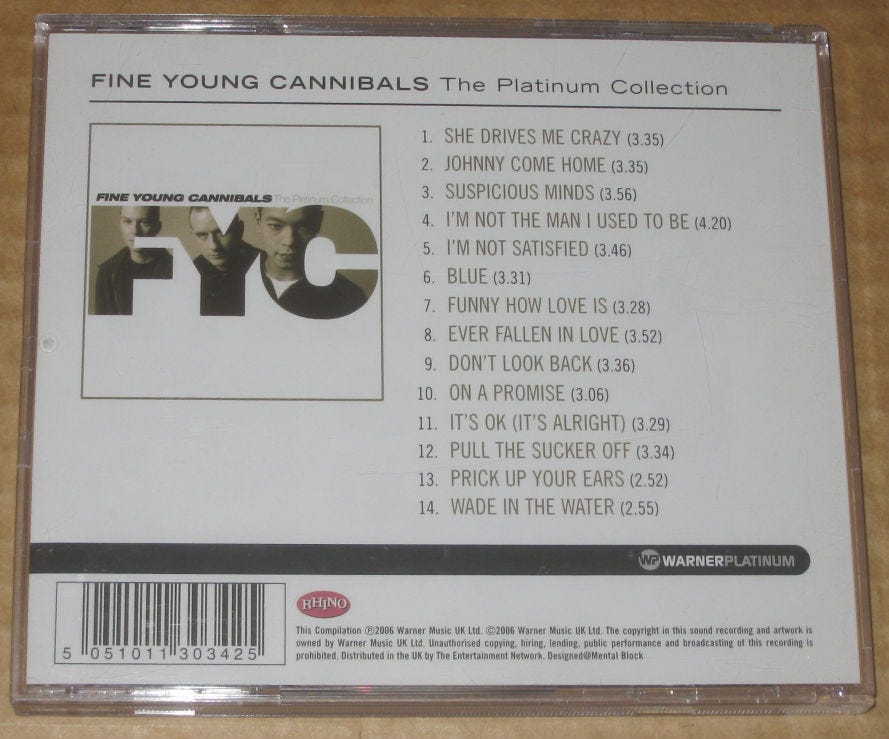 FINE YOUNG CANNIBALS The Platinum Collection
FINE YOUNG CANNIBALS The Platinum Collection
FYC
1. SHE DRIVES ME CRAZY (3.35)
2. JOHNNY COME HOME (3.35)
3. SUSPICIOUS MINDS (3.56)
4. I'M NOT THE MAN I USED TO BE (4.20)
5. I'M NOT SATISFIED (3.46)
6. BLUE (3.31)
7. FUNNY HOW LOVE IS (3.28)
8. EVER FALLEN IN LOVE (3.52)
9. DON'T LOOK BACK (3.36)
10. ON A PROMISE (3.06)
11. IT'S OK (IT'S ALRIGHT) (3.29)
12. PULL THE SUCKER OFF (3.34)
13. PRICK UP YOUR EARS (2.52)
14. WADE IN THE WATER (2.55)
WP WARNERPLATINUM
5 051011 303425
RHINO
This Compilation ℗2006 Warner Music UK Ltd. ©2006 Warner Music UK Ltd. The copyright in this sound recording and artwork is
owned by Warner Music UK Ltd. Unauthorised copying, hiring, lending, public performance and broadcasting of this recording is
prohibited. Distributed in the UK by The Entertainment Network. Designed@Mental Block